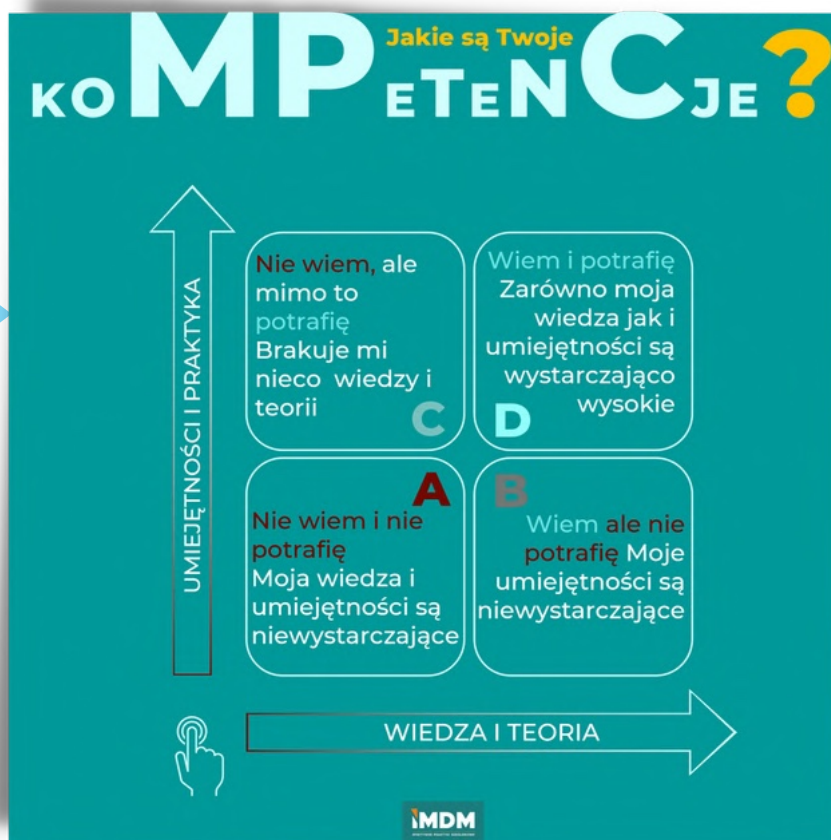 Jakie są Twoje
KOMPETENCJE?
UMIEJĘTNOŚCI I PRAKTYKA
Nie wiem, ale
mimo to
potrafię
Brakuje mi
nieco wiedzy i
teorii
C
Wiem i potrafię
Zarówno moja
wiedza jak i
umiejętności są
wystarczająco
wysokie
D
A
Nie wiem i nie
potrafię
Moja wiedza i
umiejętności są
niewystarczające
B
Wiem ale nie
potrafię Moje
umiejętności są
niewystarczające
WIEDZA I TEORIA
iMDM